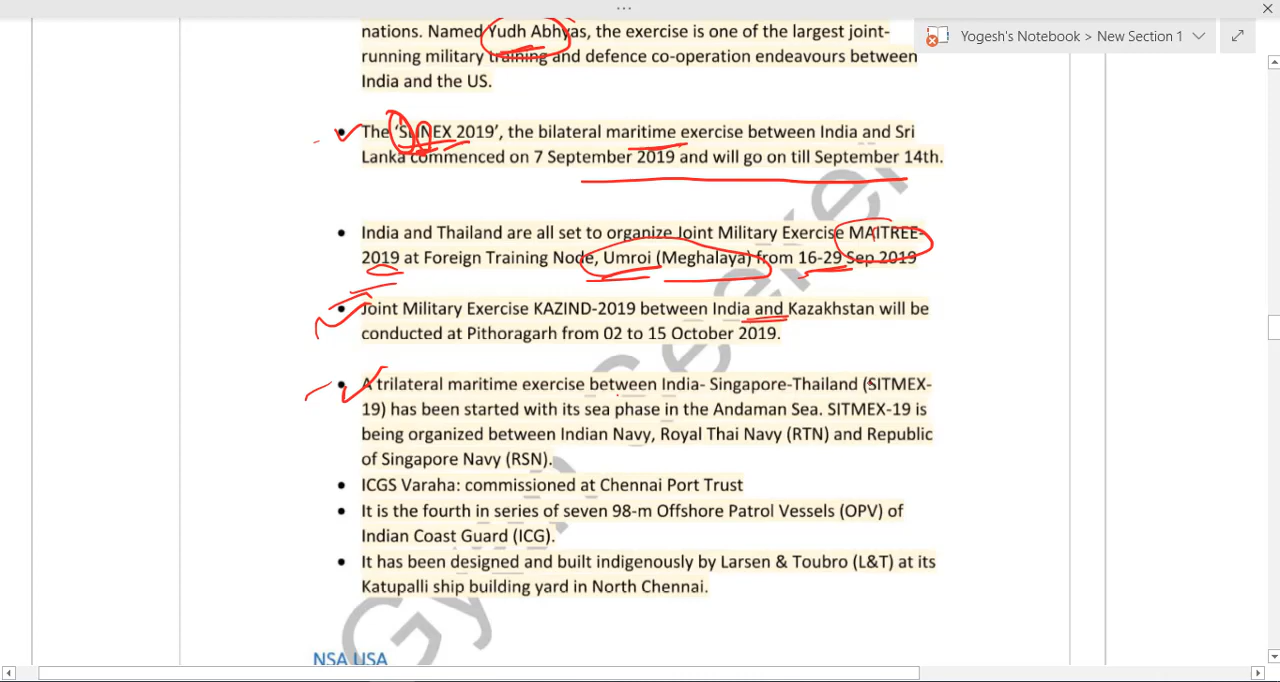 ...
Yogesh's Notebook > New Section 1
nations. Named Yudh Abhyas, the exercise is one of the largest joint-
running military training and defence co-operation endeavours between
India and the US.
The 'SLINEX 2019', the bilateral maritime exercise between India and Sri
Lanka commenced on 7 September 2019 and will go on till September 14th.
India and Thailand are all set to organize Joint Military Exercise MAITREE-
2019 at Foreign Training Node, Umroi (Meghalaya) from 16-29 Sep 2019
Joint Military Exercise KAZIND-2019 between India and Kazakhstan will be
conducted at Pithoragarh from 02 to 15 October 2019.
A trilateral maritime exercise between India- Singapore-Thailand (SITMEX-
19) has been started with its sea phase in the Andaman Sea. SITMEX-19 is
being organized between Indian Navy, Royal Thai Navy (RTN) and Republic
of Singapore Navy (RSN).
ICGS Varaha: commissioned at Chennai Port Trust
It is the fourth in series of seven 98-m Offshore Patrol Vessels (OPV) of
Indian Coast Guard (ICG).
It has been designed and built indigenously by Larsen & Toubro (L&T) at its
Katupalli ship building yard in North Chennai.
NSA USA